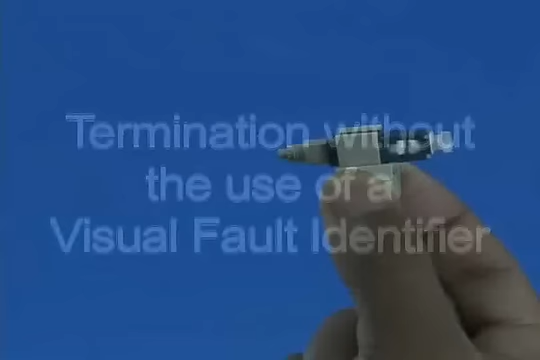 Termination without
the use of a
Visual Fault Identifier